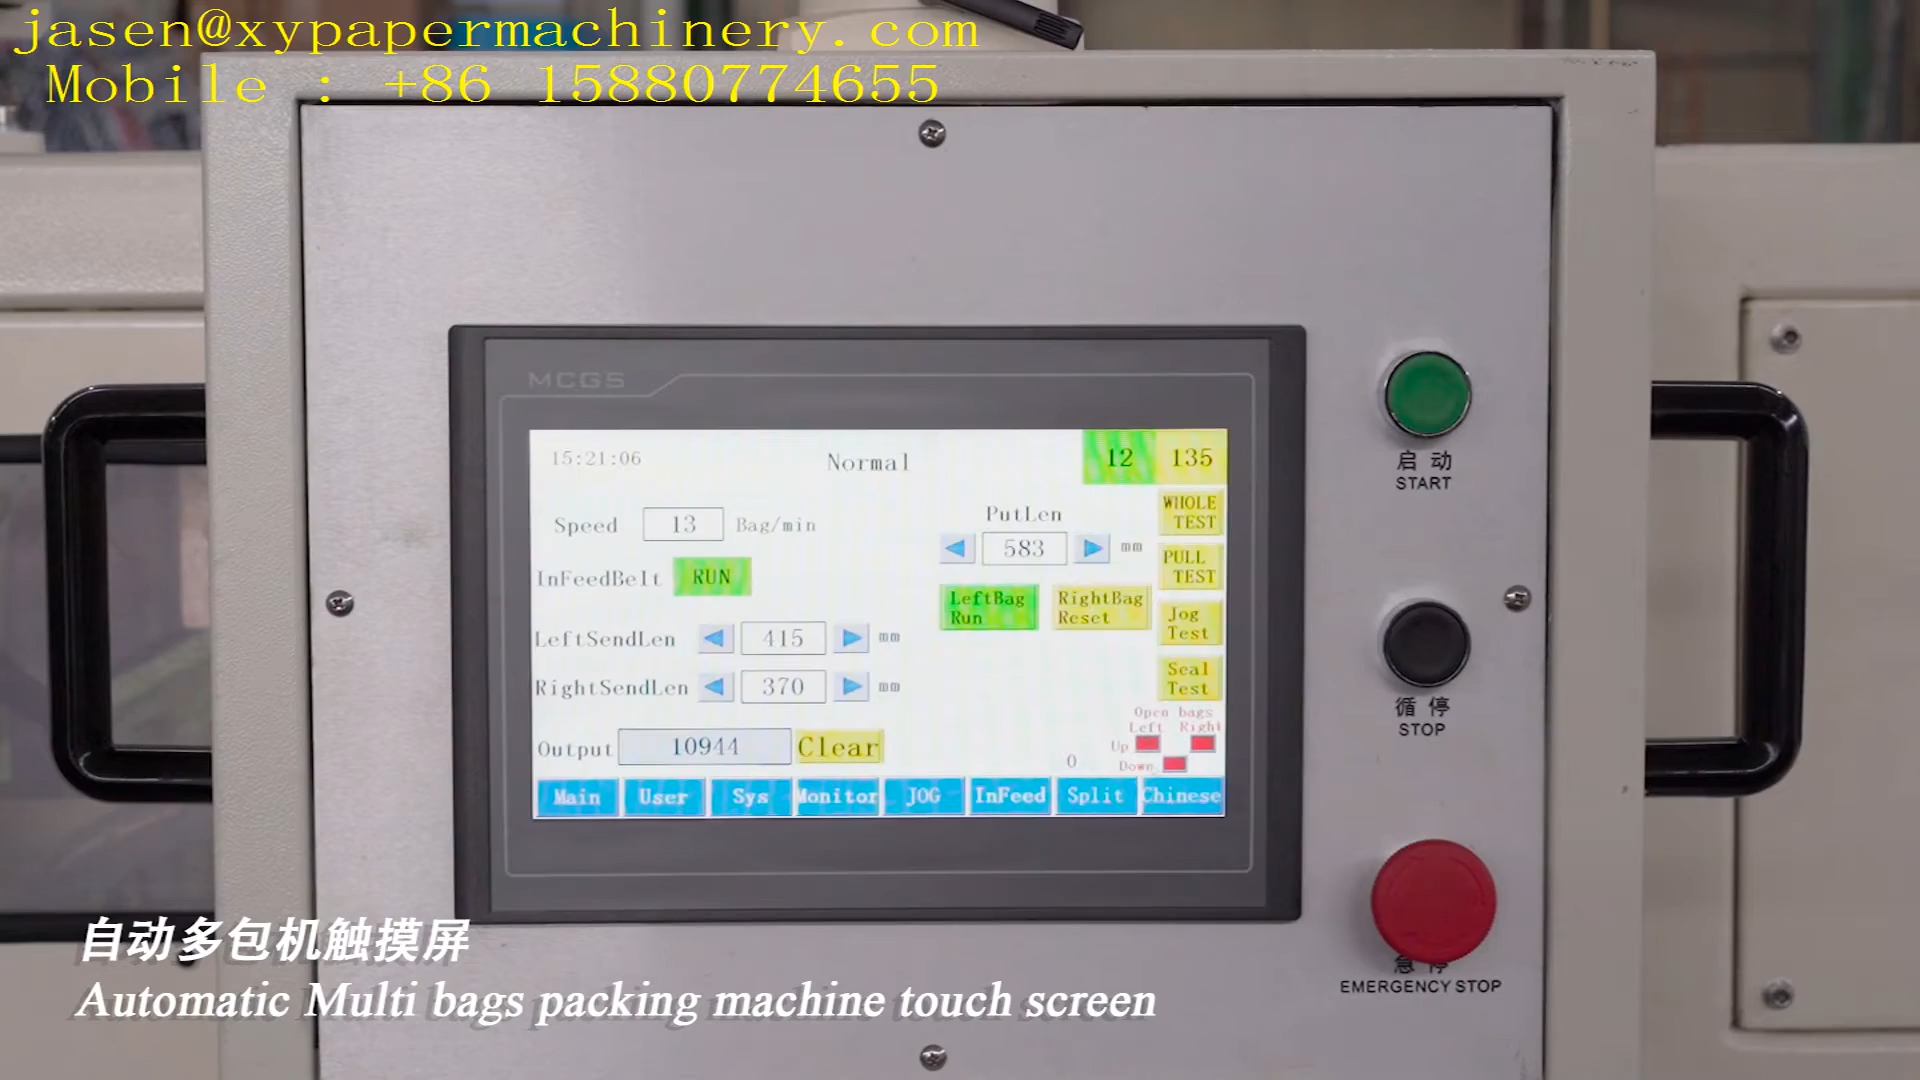 jasen@xypapermachinery.com
Mobile : +86 15880774655
MCGS
15:21:06
Normal
12
135
Speed 13 Bag/min
PutLen
583 mm
WHOLE
TEST
InFeedBelt RUN
PULL
TEST
LeftBag
Run
RightBag
Reset
Jog
Test
LeftSendLen 415 mm
RightSendLen 370 mm
Seal
Test
Open bags
Left Right
Up
Down
0
Output 10944 Clear
Main User Sys Monitor JOG InFeed Split Chinese
启动
START
循停
STOP
急停
EMERGENCY STOP
自动多包机触摸屏
Automatic Multi bags packing machine touch screen